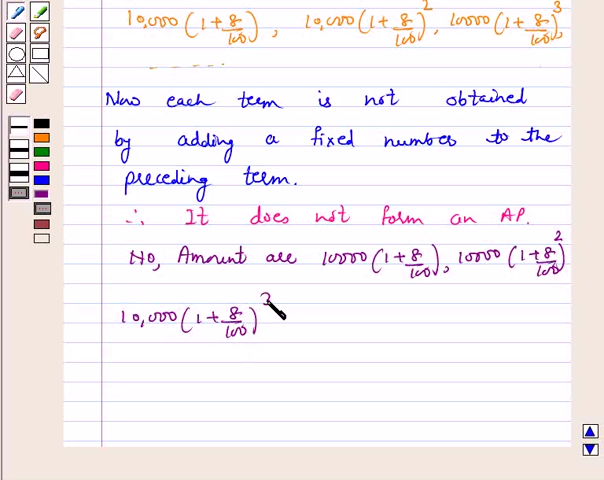 10,000 (1 + 8/100), 10,000 (1 + 8/100)², 10000 (1 + 8/100)³,
- - - - - . . . .
Now each term is not obtained
by adding a fixed number to the
preceding term.
∴ It does not form an AP.
No, Amount are 10000 (1 + 8/100), 10000 (1 + 8/100)²
10,000 (1 + 8/100)³